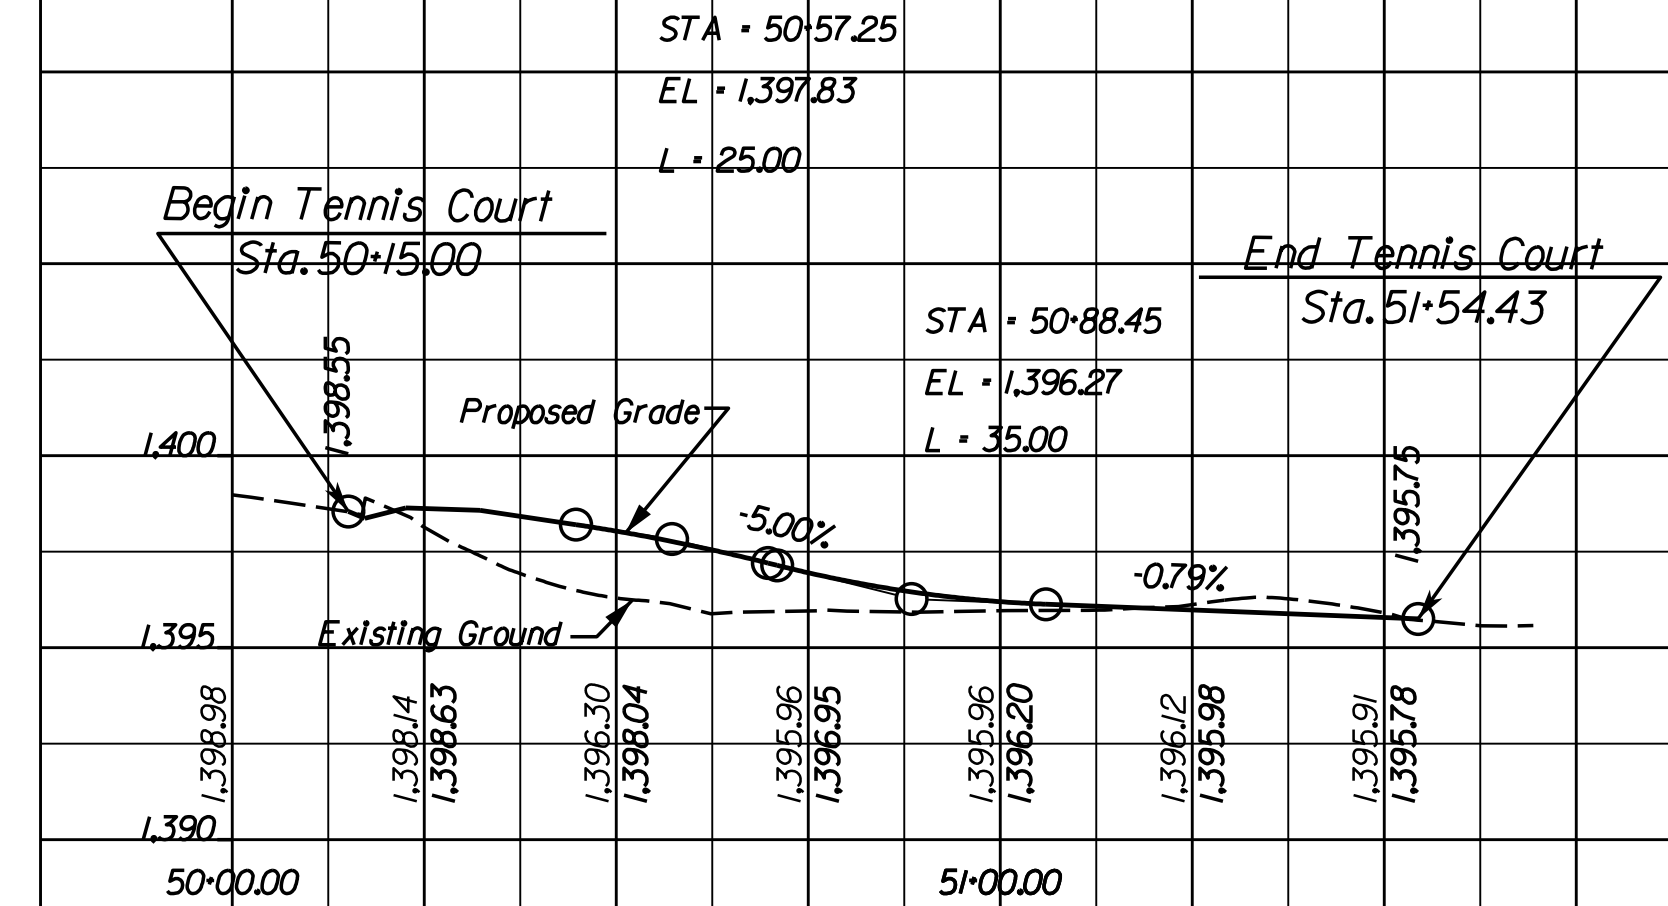 STA = 50+57.25
EL = 1,397.83
L = 25.00
Begin Tennis Court
Sta. 50+15.00
End Tennis Court
Sta. 51+54.43
STA = 50+88.45
EL = 1,396.27
L = 35.00
1,398.55
Proposed Grade
1,400
1,395.75
-5.00%
-0.79%
Existing Ground
1,395
1,398.98
1,398.14
1,398.63
1,396.30
1,398.04
1,395.96
1,396.95
1,395.96
1,396.20
1,396.12
1,395.98
1,395.91
1,395.78
1,390
50+00.00
51+00.00